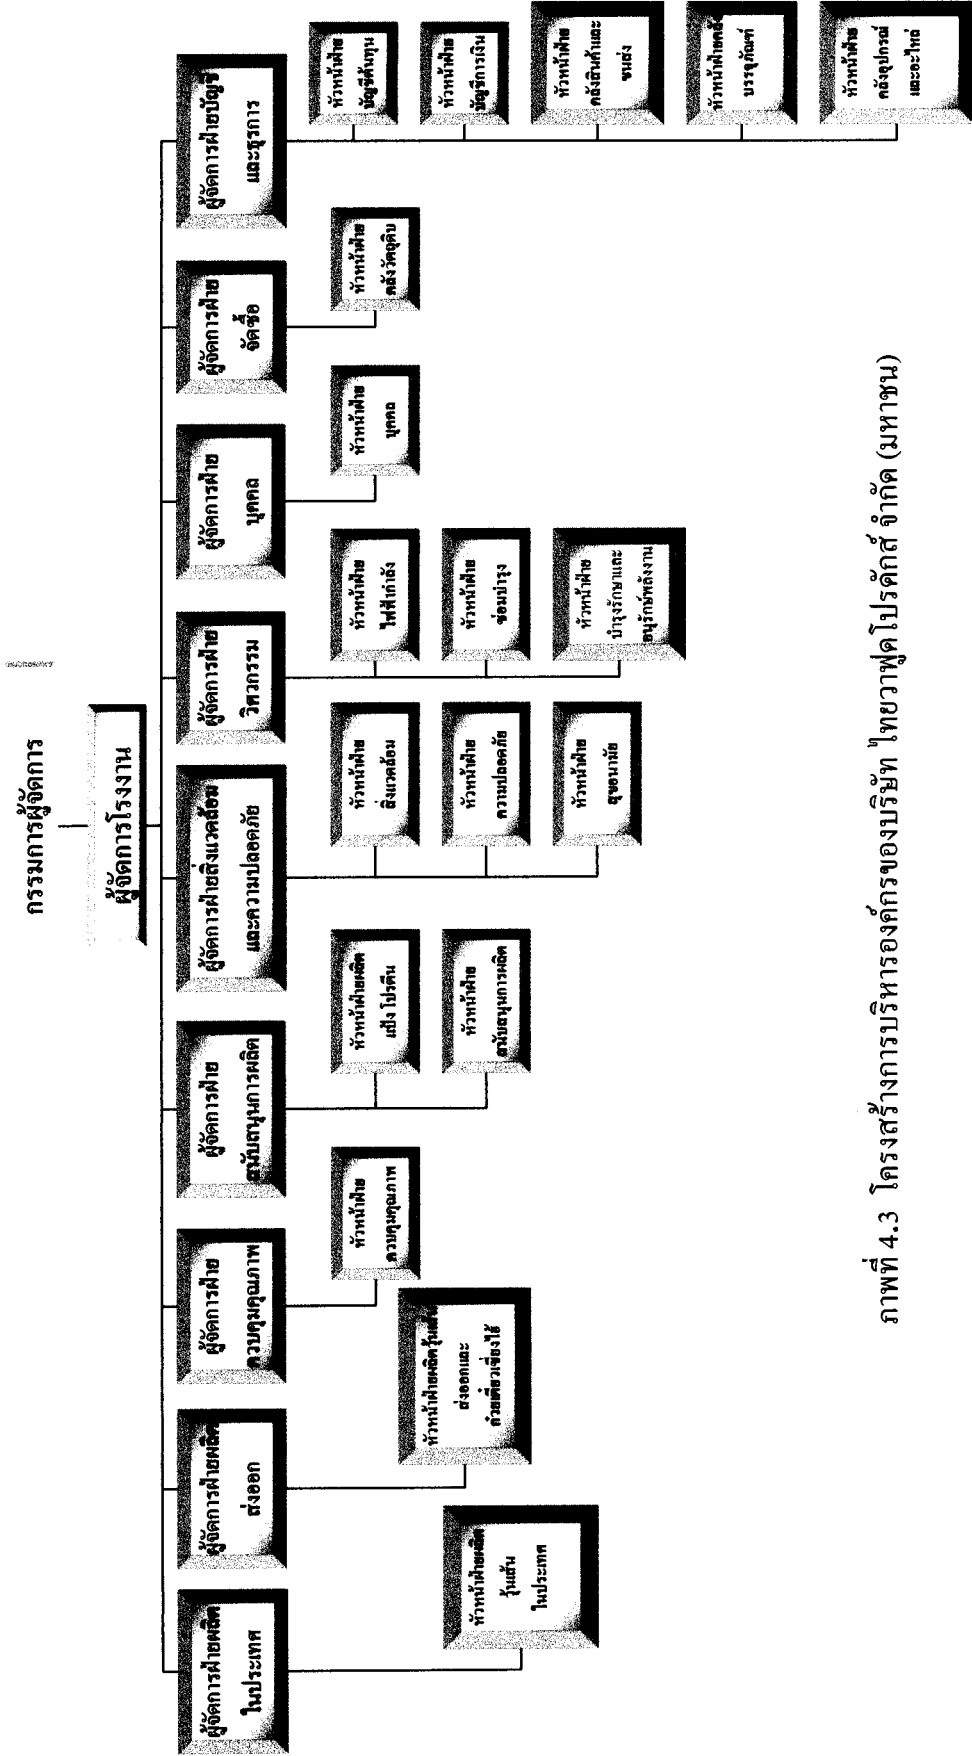 กรรมการผู้จัดการ
ผู้จัดการโรงงาน
ผู้จัดการฝ่ายผลิต
ในประเทศ
ผู้จัดการฝ่ายผลิต
ส่งออก
ผู้จัดการฝ่าย
ควบคุมคุณภาพ
ผู้จัดการฝ่าย
สนับสนุนการผลิต
ผู้จัดการฝ่ายสิ่งแวดล้อม
และความปลอดภัย
ผู้จัดการฝ่าย
วิศวกรรม
ผู้จัดการฝ่าย
บุคคล
ผู้จัดการฝ่าย
จัดซื้อ
ผู้จัดการฝ่ายบัญชี
และธุรการ
หัวหน้าฝ่ายผลิต
วุ้นเส้น
ในประเทศ
หัวหน้าฝ่ายผลิตวุ้นเส้น
ส่งออกและ
ก๋วยเตี๋ยวเซี่ยงไฮ้
หัวหน้าฝ่าย
ควบคุมคุณภาพ
หัวหน้าฝ่ายผลิต
แป้ง โปรตีน
หัวหน้าฝ่าย
สนับสนุนการผลิต
หัวหน้าฝ่าย
สิ่งแวดล้อม
หัวหน้าฝ่าย
ความปลอดภัย
หัวหน้าฝ่าย
สุขอนามัย
หัวหน้าฝ่าย
ไฟฟ้ากำลัง
หัวหน้าฝ่าย
ซ่อมบำรุง
หัวหน้าฝ่าย
บำรุงรักษาและ
อนุรักษ์พลังงาน
หัวหน้าฝ่าย
บุคคล
หัวหน้าฝ่าย
คลังวัตถุดิบ
หัวหน้าฝ่าย
บัญชีต้นทุน
หัวหน้าฝ่าย
บัญชีการเงิน
หัวหน้าฝ่าย
คลังสินค้าและ
ขนส่ง
หัวหน้าฝ่ายคลัง
บรรจุภัณฑ์
หัวหน้าฝ่าย
คลังอุปกรณ์
และอะไหล่
ภาพที่ 4.3 โครงสร้างการบริหารองค์กรของบริษัท ไทยวาฟูดโปรดักส์ จำกัด (มหาชน)